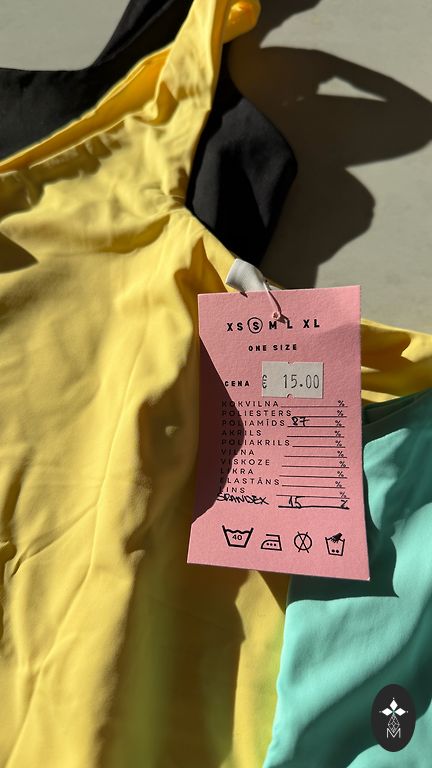 XS S M L XL
ONE SIZE
CENA € 15.00
KOKVILNA %
POLIESTERS %
POLIAMĪDS 87 %
AKRILS %
POLIAKRILS %
VILNA %
VISKOZE %
LIKRA %
ELASTĀNS %
LINS %
SPANDEX 15 %
40
M